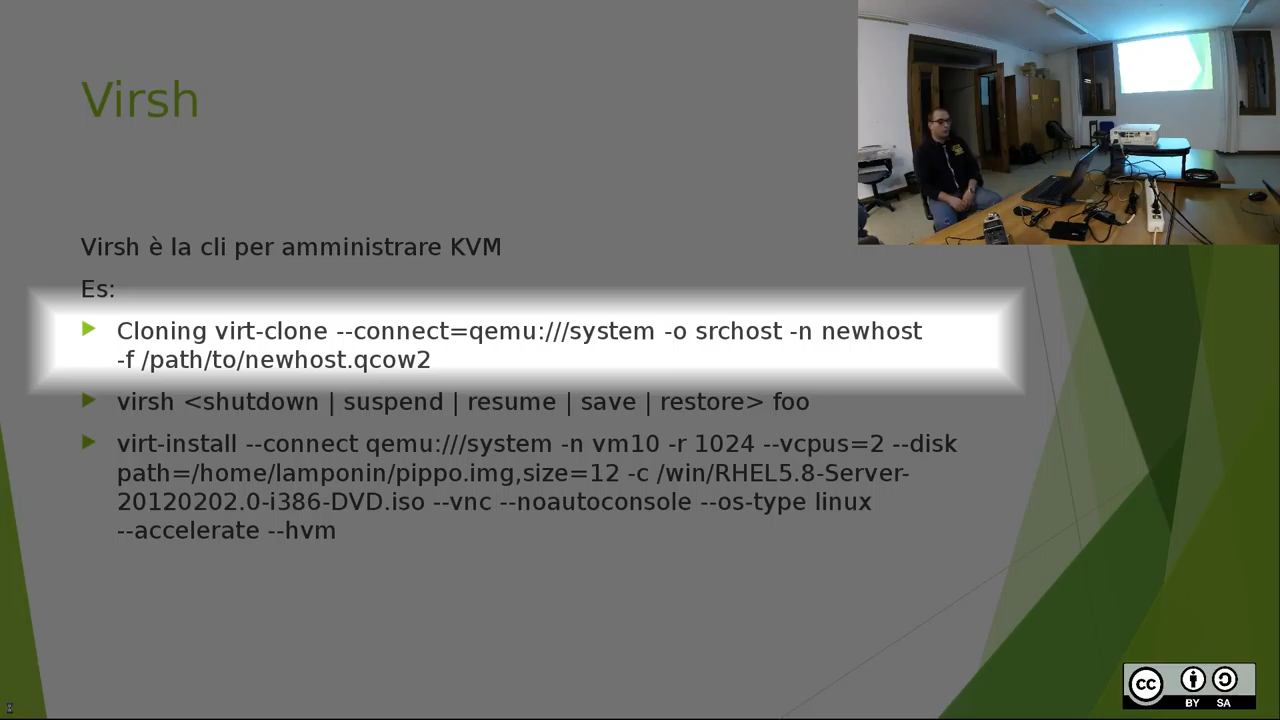 Virsh
Virsh è la cli per amministrare KVM
Es:
Cloning virt-clone --connect=qemu:///system -o srchost -n newhost
-f /path/to/newhost.qcow2
virsh <shutdown | suspend | resume | save | restore> foo
virt-install --connect qemu:///system -n vm10 -r 1024 --vcpus=2 --disk
path=/home/lamponin/pippo.img,size=12 -c /win/RHEL5.8-Server-
20120202.0-i386-DVD.iso --vnc --noautoconsole --os-type linux
--accelerate --hvm
cc
BY SA